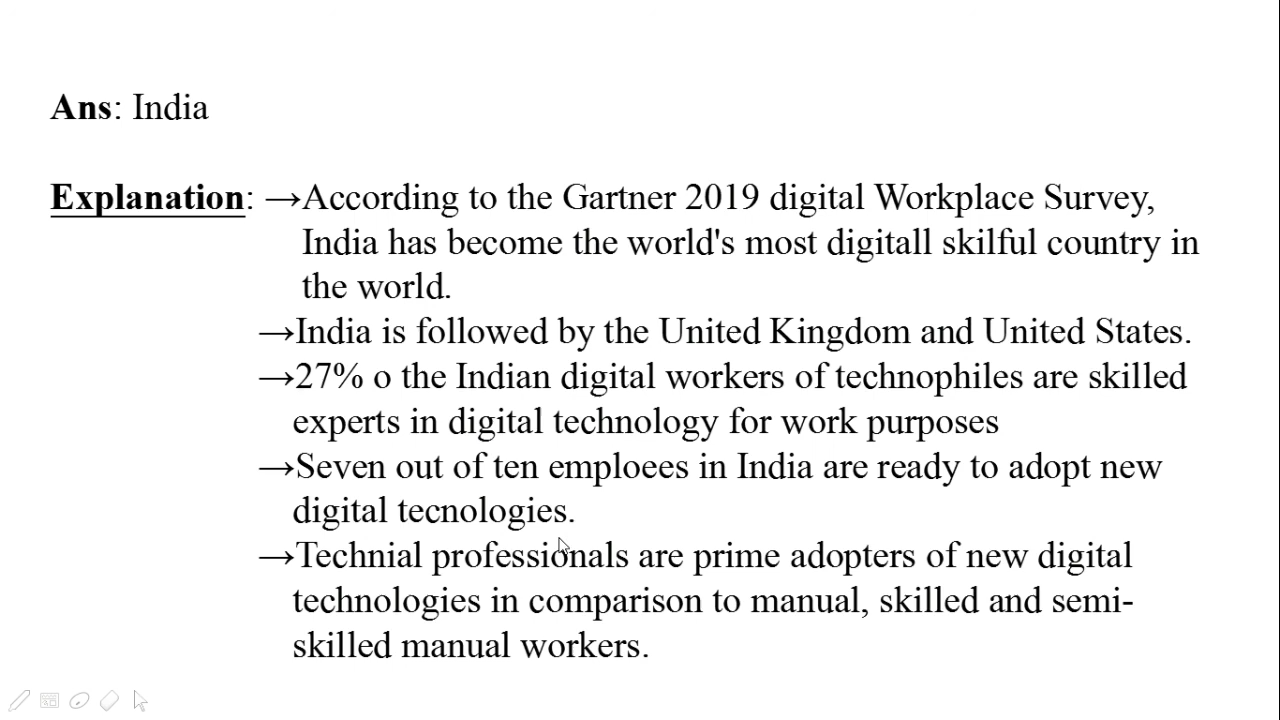 Ans: India
Explanation: →According to the Gartner 2019 digital Workplace Survey,
India has become the world's most digitall skilful country in
the world.
→India is followed by the United Kingdom and United States.
→27% o the Indian digital workers of technophiles are skilled
experts in digital technology for work purposes
→Seven out of ten emploees in India are ready to adopt new
digital tecnologies.
→Technial professionals are prime adopters of new digital
technologies in comparison to manual, skilled and semi-
skilled manual workers.